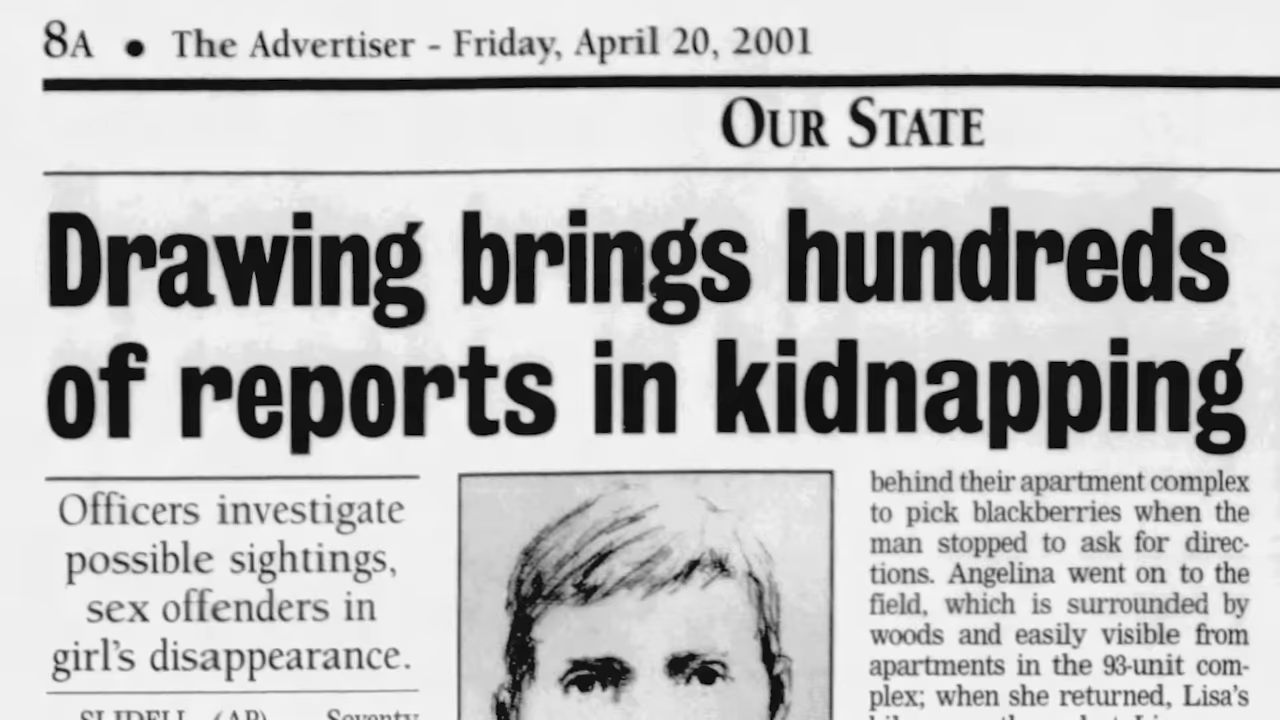 8A • The Advertiser - Friday, April 20, 2001
OUR STATE
Drawing brings hundreds
of reports in kidnapping
Officers investigate
possible sightings,
sex offenders in
girl's disappearance.
SLIDELL (AP) Seventy
behind their apartment complex
to pick blackberries when the
man stopped to ask for direc-
tions. Angelina went on to the
field, which is surrounded by
woods and easily visible from
apartments in the 93-unit com-
plex; when she returned, Lisa's